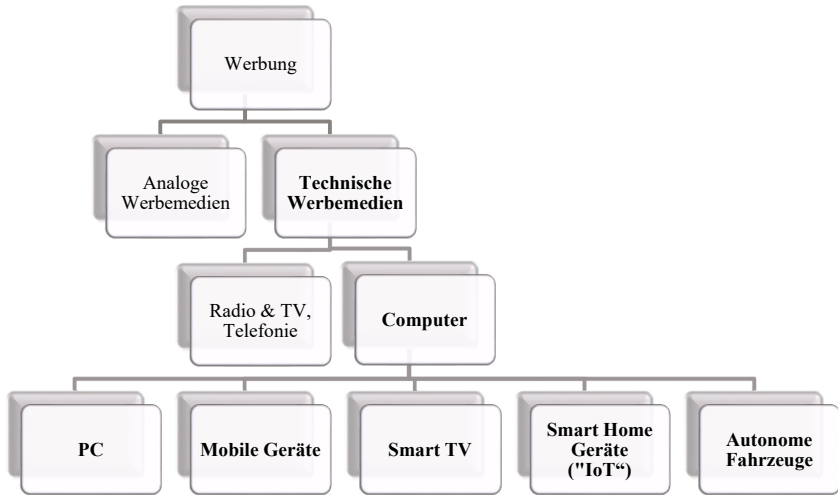 Werbung
Analoge
Werbemedien
Technische
Werbemedien
Radio & TV,
Telefonie
Computer
PC
Mobile Geräte
Smart TV
Smart Home
Geräte
("IoT“)
Autonome
Fahrzeuge